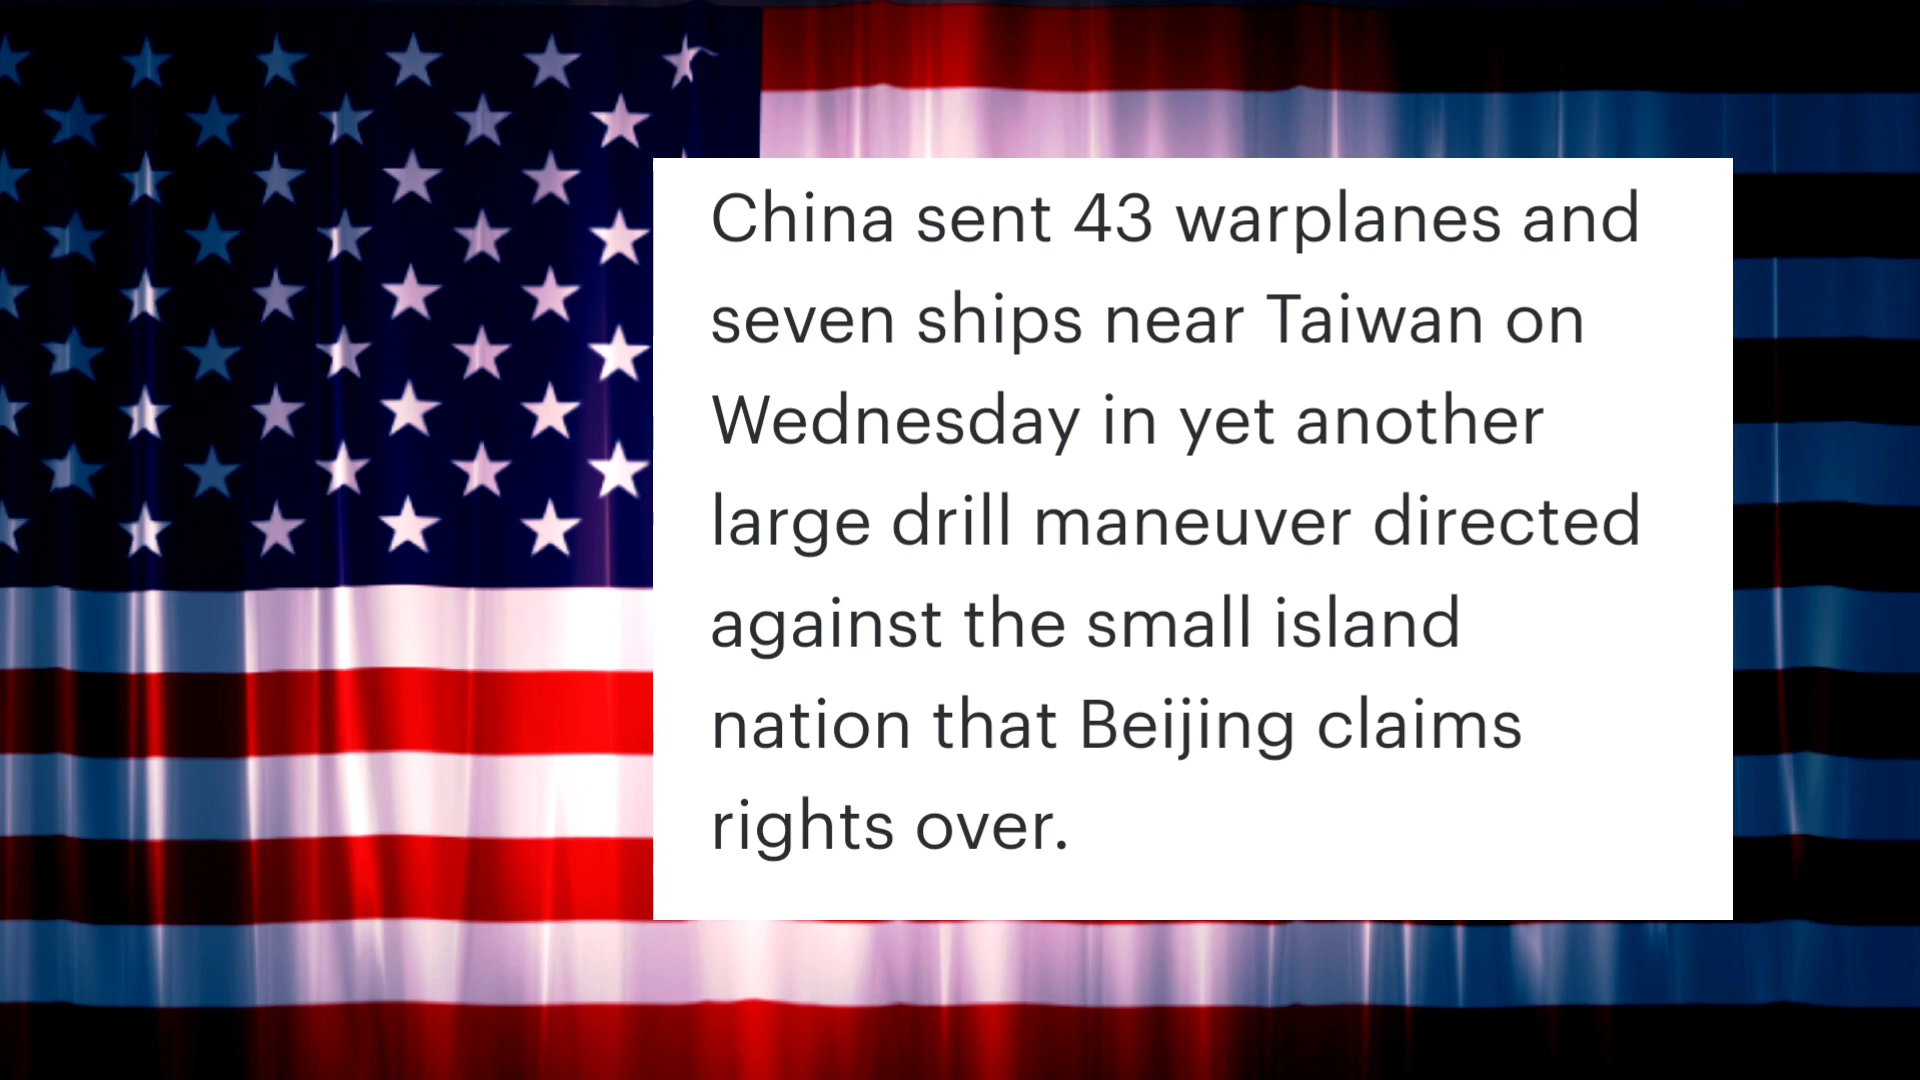 China sent 43 warplanes and
seven ships near Taiwan on
Wednesday in yet another
large drill maneuver directed
against the small island
nation that Beijing claims
rights over.